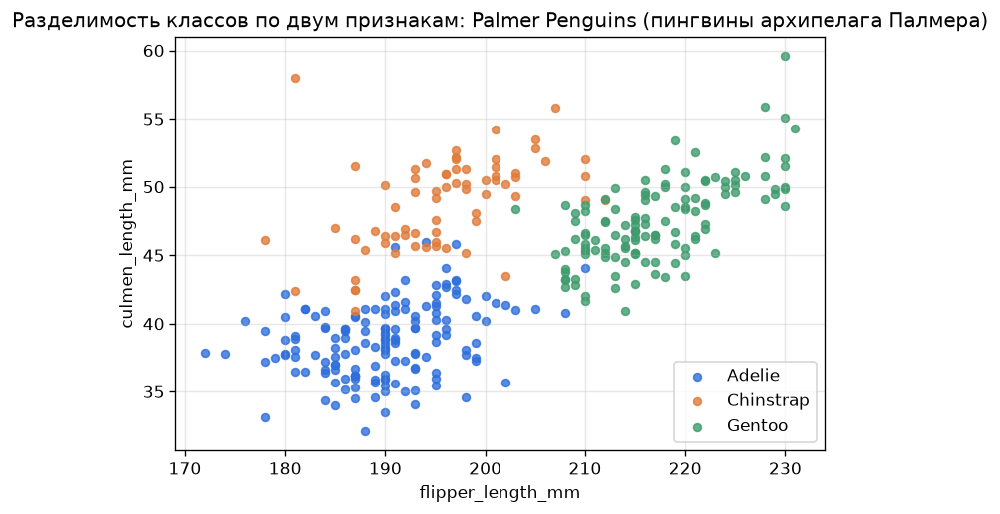 Разделимость классов по двум признакам: Palmer Penguins (пингвины архипелага Палмера)
culmen_length_mm
60
55
50
45
40
35
170 180 190 200 210 220 230
flipper_length_mm
Adelie
Chinstrap
Gentoo